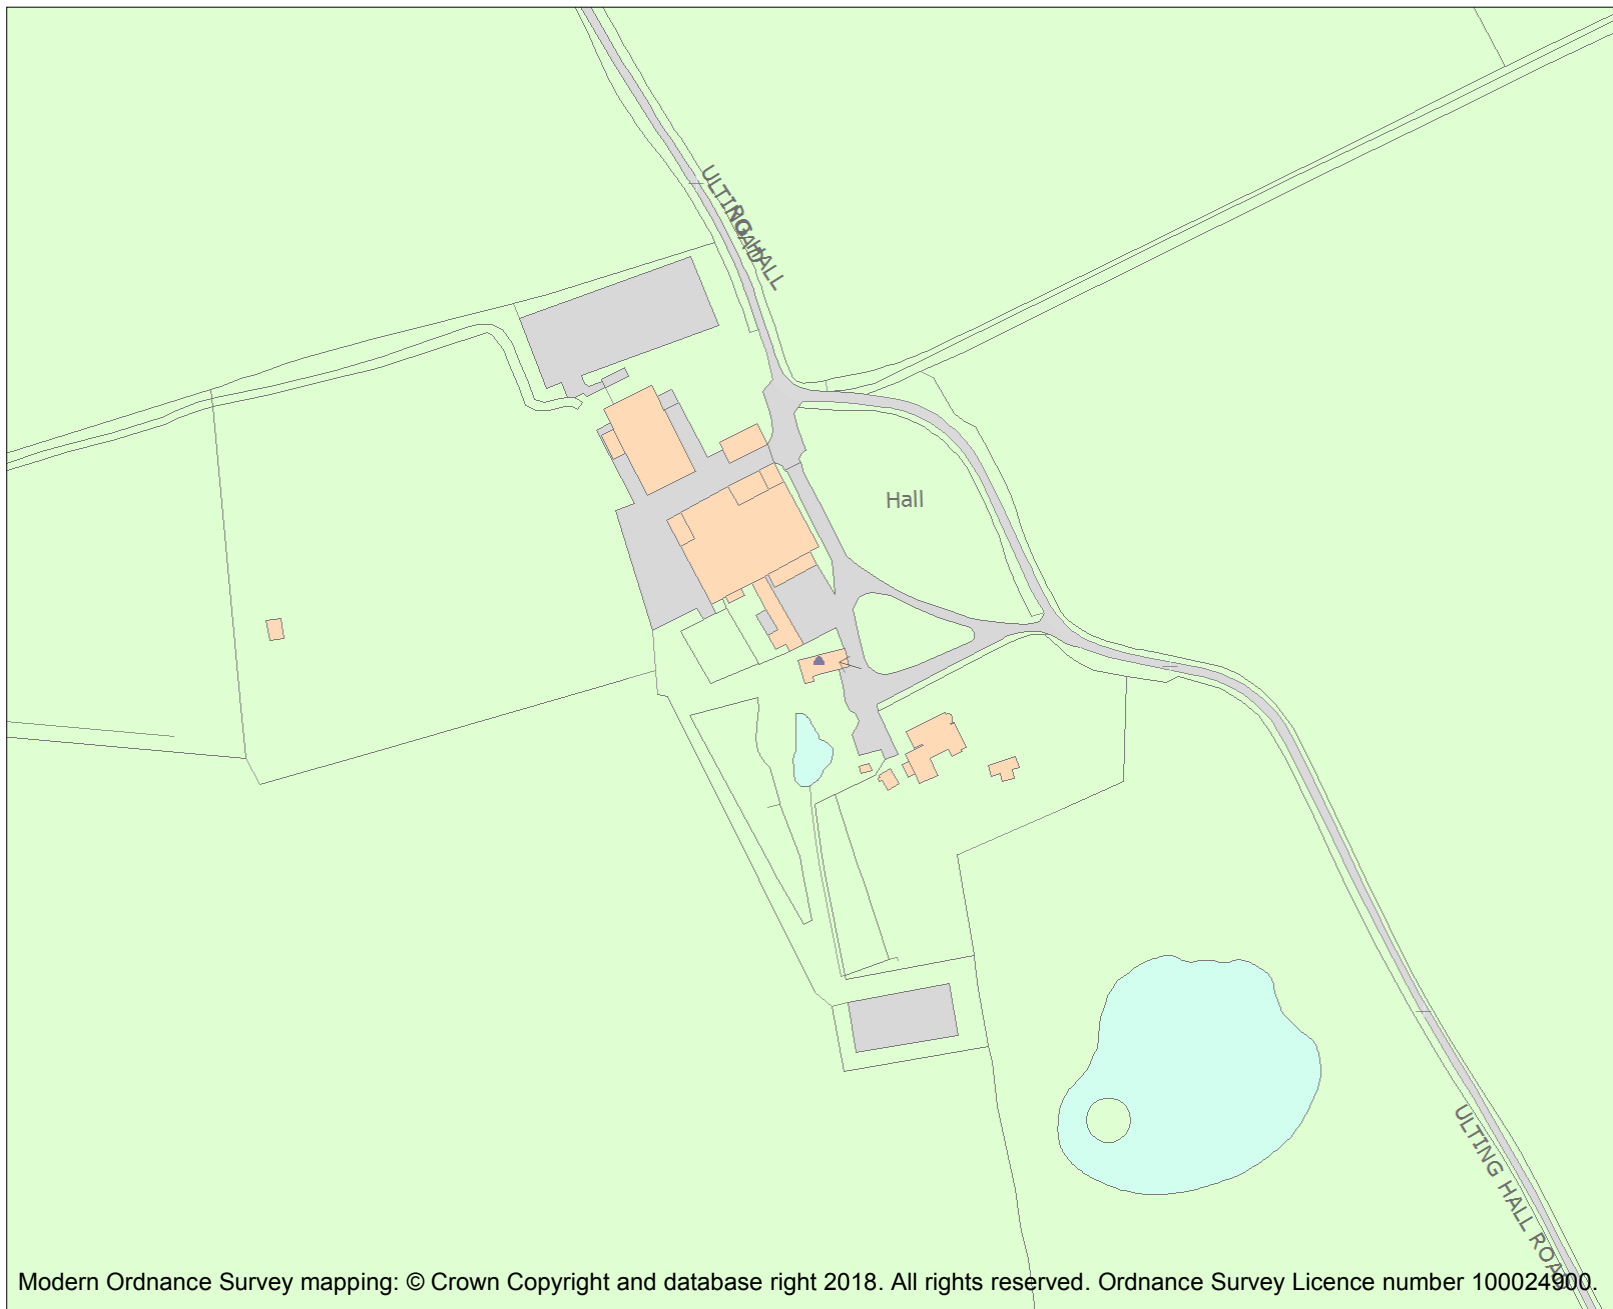 ULTING HALL
ROAD
Hall
ULTING HALL ROAD
Modern Ordnance Survey mapping: © Crown Copyright and database right 2018. All rights reserved. Ordnance Survey Licence number 100024900.